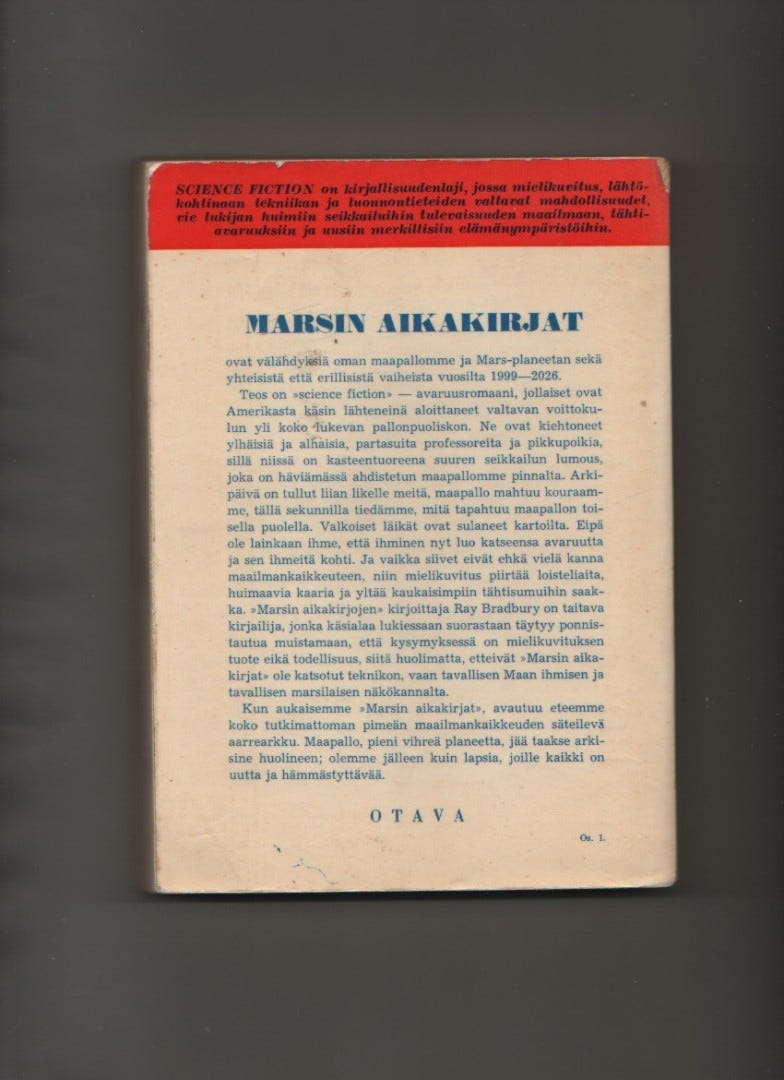 SCIENCE FICTION on kirjallisuudenlaji, jossa mielikuvitus, lähtö-
kohtinaan tekniikan ja luonnontieteiden valtavat mahdollisuudet,
vie lukijan huimiin seikkailuihin tulevaisuuden maailmaan, tähti-
avaruuksiin ja uusiin merkillisiin elämänympäristöihin.
MARSIN AIKAKIRJAT
ovat välähdyksiä oman maapallomme ja Mars-planeetan sekä
yhteisistä että erillisistä vaiheista vuosilta 1999—2026.
Teos on »science fiction» — avaruusromaani, jollaiset ovat
Amerikasta käsin lähteneinä aloittaneet valtavan voittoku-
lun yli koko lukevan pallonpuoliskon. Ne ovat kiehtoneet
ylhäisiä ja alhaisia, partasuita professoreita ja pikkupoikia,
sillä niissä on kasteentuoreena suuren seikkailun lumous,
joka on häviämässä ahdistetun maapallomme pinnalta. Arki-
päivä on tullut liian likelle meitä, maapallo mahtuu kouraam-
me, tällä sekunnilla tiedämme, mitä tapahtuu maapallon toi-
sella puolella. Valkoiset läikät ovat sulaneet kartoilta. Eipä
ole lainkaan ihme, että ihminen nyt luo katseensa avaruutta
ja sen ihmeitä kohti. Ja vaikka siivet eivät ehkä vielä kanna
maailmankaikkeuteen, niin mielikuvitus piirtää loisteliaita,
huimaavia kaaria ja yltää kaukaisimpiin tähtisumuihin saak-
ka. »Marsin aikakirjojen» kirjoittaja Ray Bradbury on taitava
kirjailija, jonka käsialaa lukiessaan suorastaan täytyy ponnis-
tautua muistamaan, että kysymyksessä on mielikuvituksen
tuote eikä todellisuus, siitä huolimatta, etteivät »Marsin aika-
kirjat» ole katsotut teknikon, vaan tavallisen Maan ihmisen ja
tavallisen marsilaisen näkökannalta.
Kun aukaisemme »Marsin aikakirjat», avautuu eteemme
koko tutkimattoman pimeän maailmankaikkeuden säteilevä
aarrearkku. Maapallo, pieni vihreä planeetta, jää taakse arki-
sine huolineen; olemme jälleen kuin lapsia, joille kaikki on
uutta ja hämmästyttävää.
OTAVA
Os. 1.